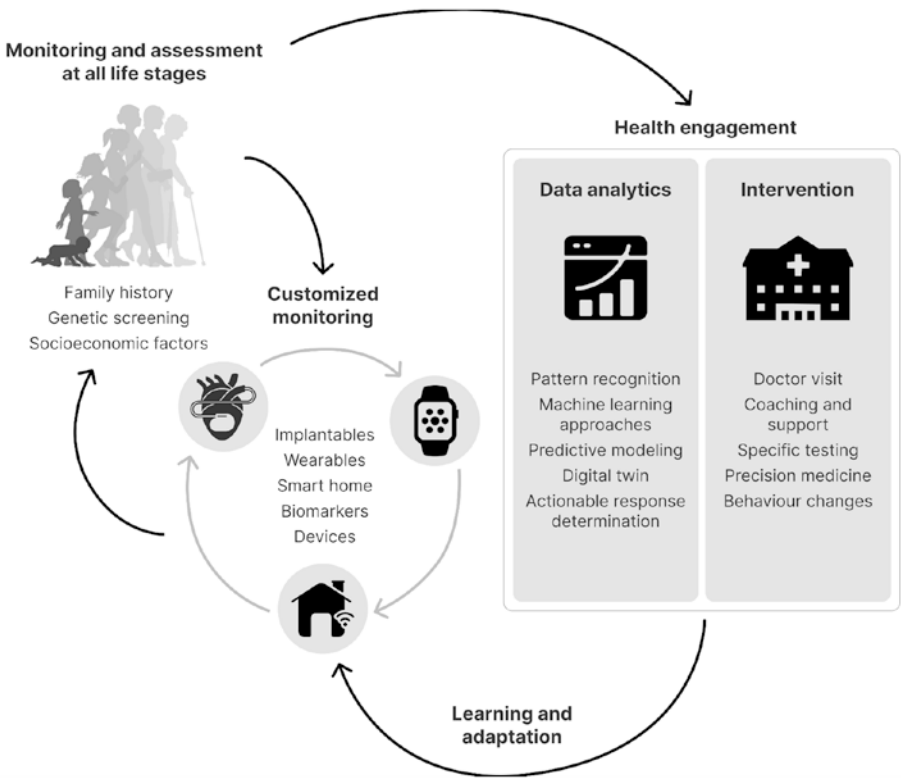 Monitoring and assessment
at all life stages
Family history
Genetic screening
Socioeconomic factors
Customized
monitoring
Implantables
Wearables
Smart home
Biomarkers
Devices
Health engagement
Data analytics
Pattern recognition
Machine learning
approaches
Predictive modeling
Digital twin
Actionable response
determination
Intervention
Doctor visit
Coaching and
support
Specific testing
Precision medicine
Behaviour changes
Learning and
adaptation